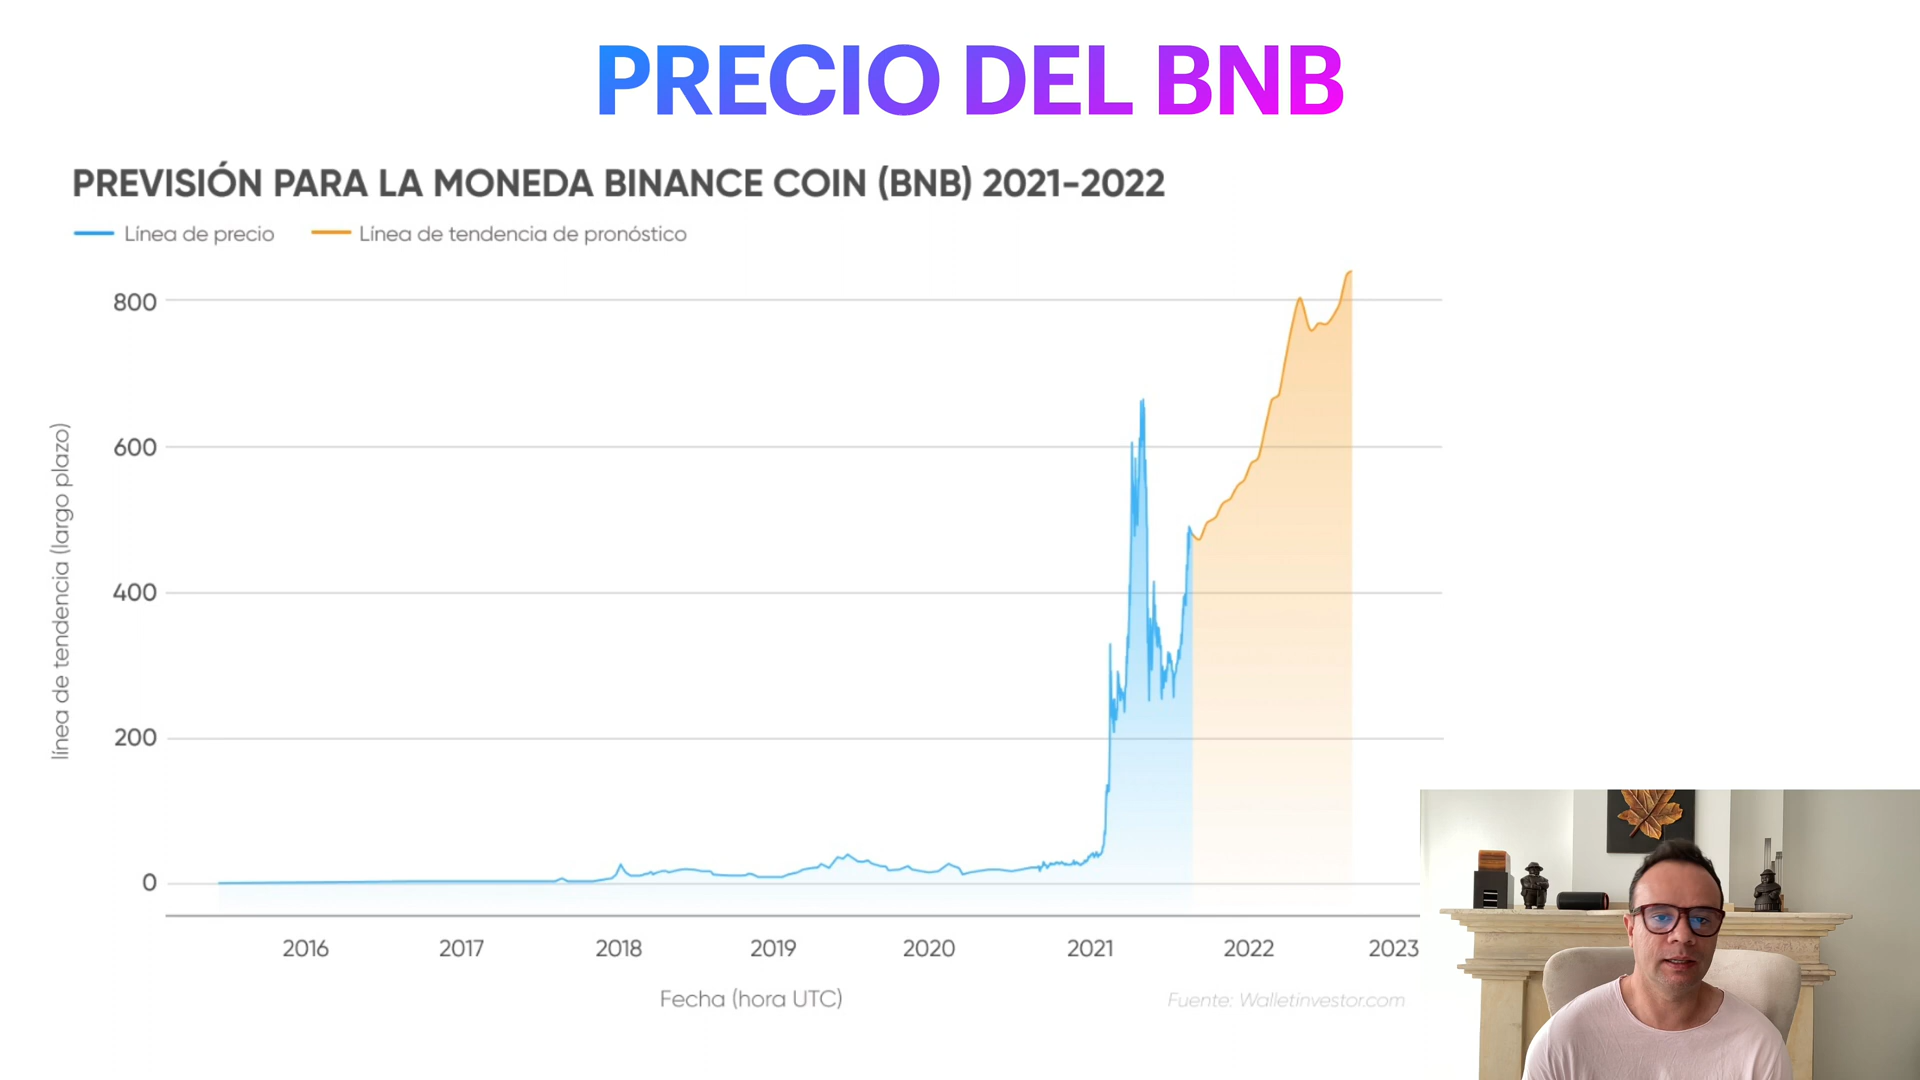 PRECIO DEL BNB
PREVISIÓN PARA LA MONEDA BINANCE COIN (BNB) 2021-2022
Línea de precio
Línea de tendencia de pronóstico
línea de tendencia (largo plazo)
800
600
400
200
0
2016 2017 2018 2019 2020 2021 2022 2023
Fecha (hora UTC)
Fuente: Walletinvestor.com